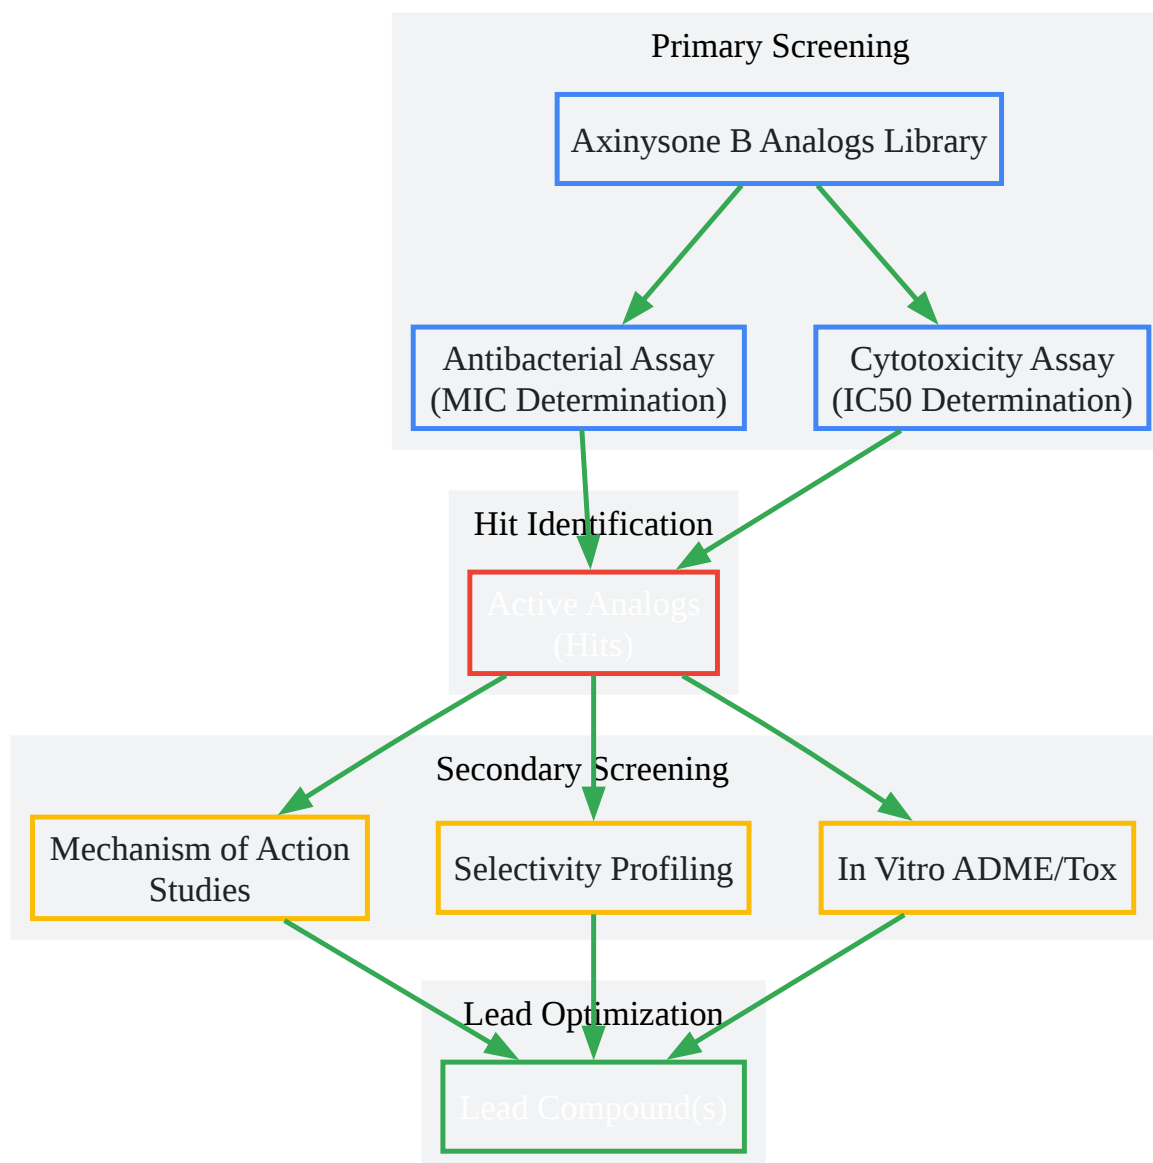 Primary Screening
Axinysone B Analogs Library
Antibacterial Assay
(MIC Determination)
Cytotoxicity Assay
(IC50 Determination)
Hit Identification
Active Analogs
(Hits)
Secondary Screening
Mechanism of Action
Studies
Selectivity Profiling
In Vitro ADME/Tox
Lead Optimization
Lead Compound(s)